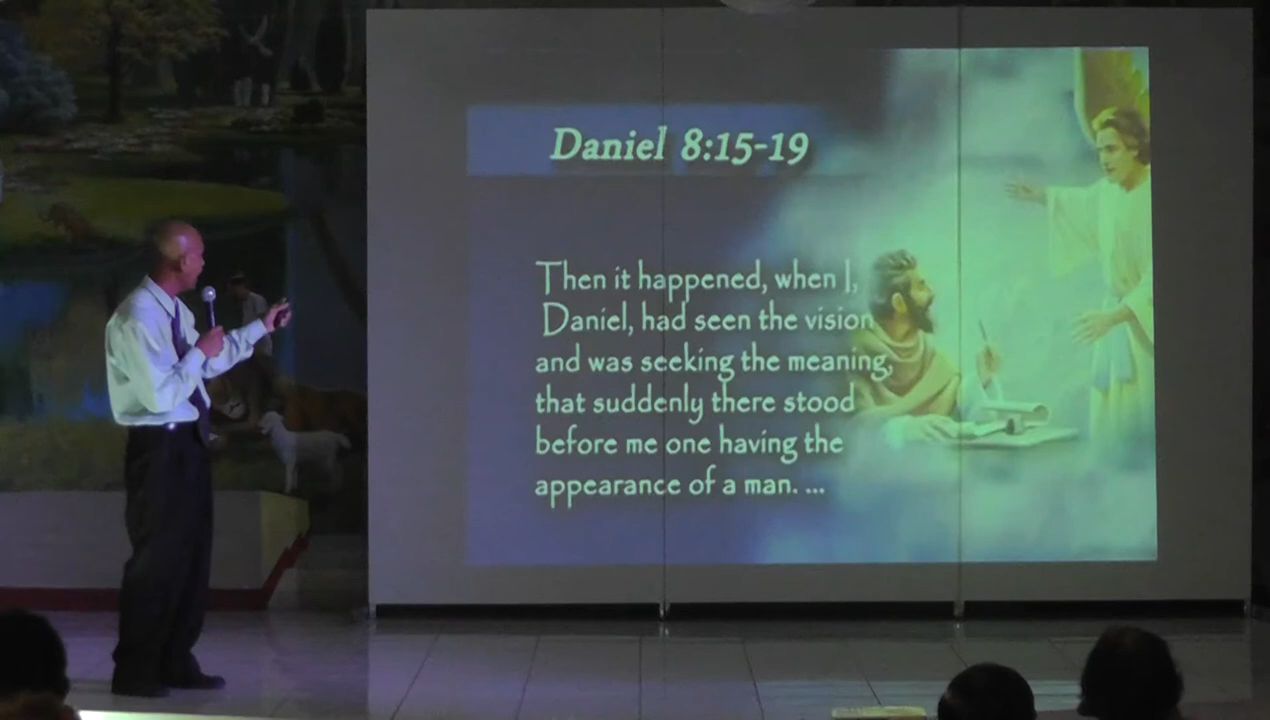 Daniel 8:15-19
Then it happened, when I,
Daniel, had seen the vision
and was seeking the meaning,
that suddenly there stood
before me one having the
appearance of a man. ...